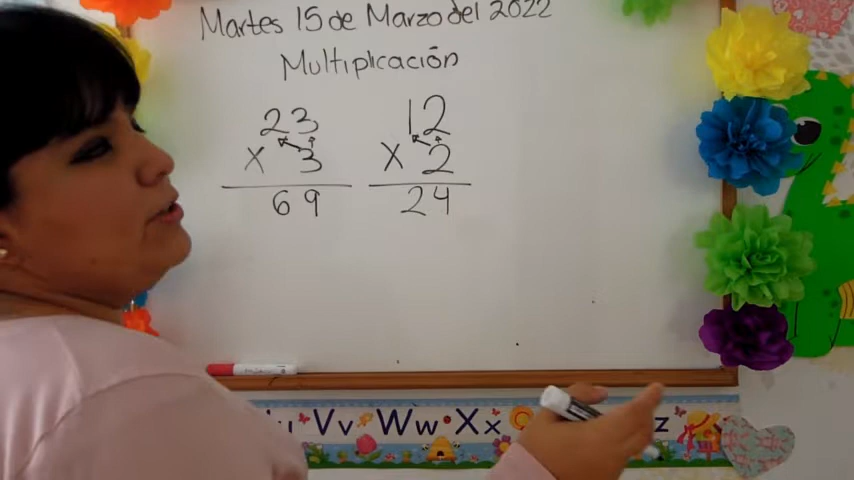 Martes 15 de Marzo del 2022
Multiplicación
23 12
x 3 x 2
69 24
Vv Ww Xx z